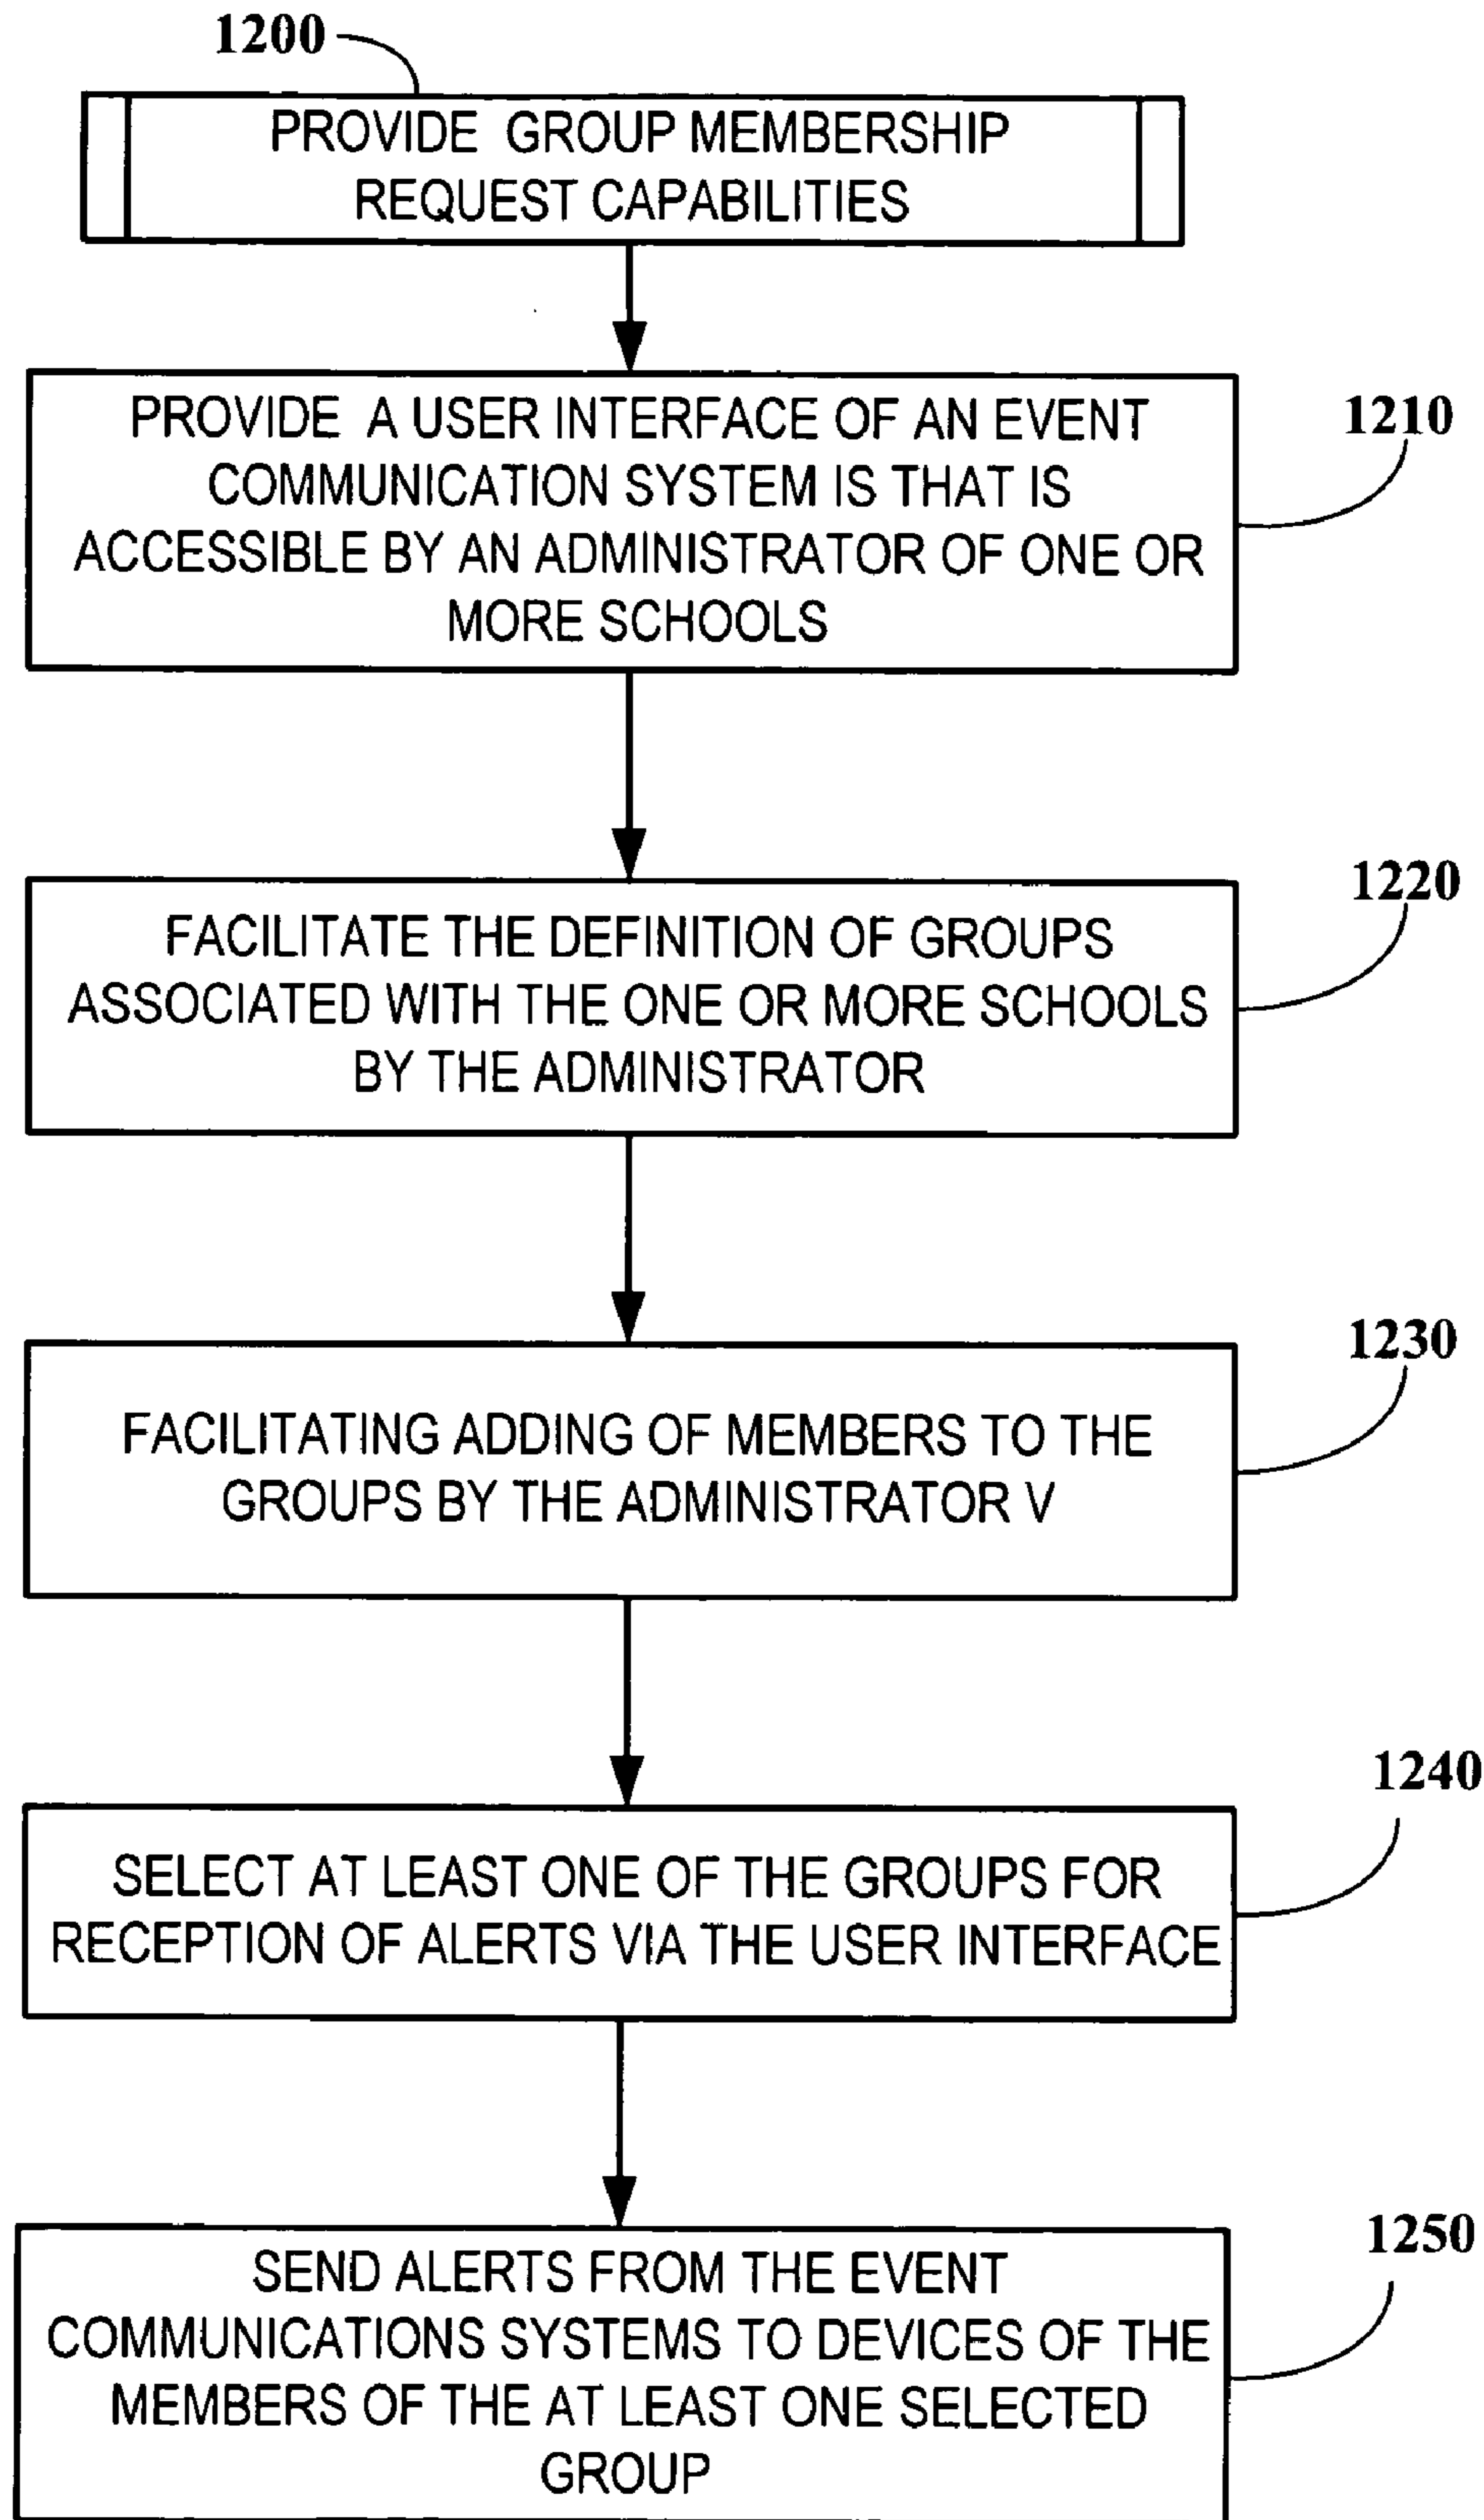 1200
PROVIDE GROUP MEMBERSHIP
REQUEST CAPABILITIES
PROVIDE A USER INTERFACE OF AN EVENT
COMMUNICATION SYSTEM IS THAT IS
ACCESSIBLE BY AN ADMINISTRATOR OF ONE OR
MORE SCHOOLS
1210
FACILITATE THE DEFINITION OF GROUPS
ASSOCIATED WITH THE ONE OR MORE SCHOOLS
BY THE ADMINISTRATOR
1220
FACILITATING ADDING OF MEMBERS TO THE
GROUPS BY THE ADMINISTRATOR V
1230
SELECT AT LEAST ONE OF THE GROUPS FOR
RECEPTION OF ALERTS VIA THE USER INTERFACE
1240
SEND ALERTS FROM THE EVENT
COMMUNICATIONS SYSTEMS TO DEVICES OF THE
MEMBERS OF THE AT LEAST ONE SELECTED
GROUP
1250